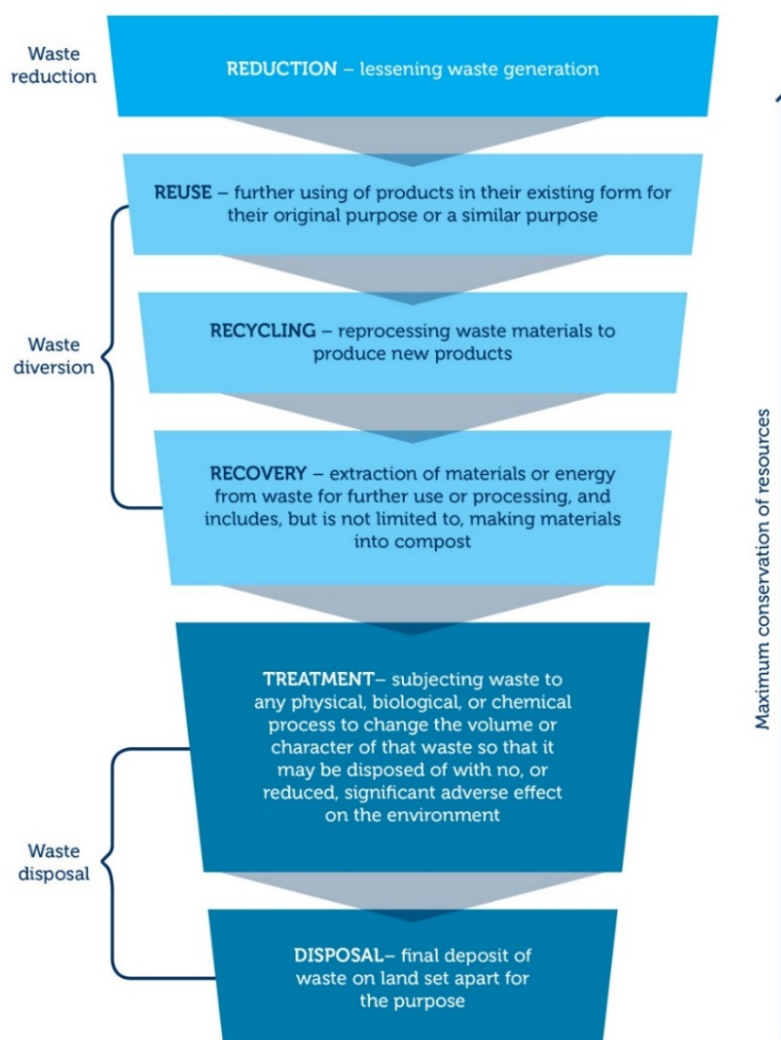 Waste
reduction
REDUCTION – lessening waste generation
REUSE – further using of products in their existing form for
their original purpose or a similar purpose
Waste
diversion
RECYCLING – reprocessing waste materials to
produce new products
RECOVERY – extraction of materials or energy
from waste for further use or processing, and
includes, but is not limited to, making materials
into compost
Waste
disposal
TREATMENT– subjecting waste to
any physical, biological, or chemical
process to change the volume or
character of that waste so that it
may be disposed of with no, or
reduced, significant adverse effect
on the environment
DISPOSAL– final deposit of
waste on land set apart for
the purpose
Maximum conservation of resources